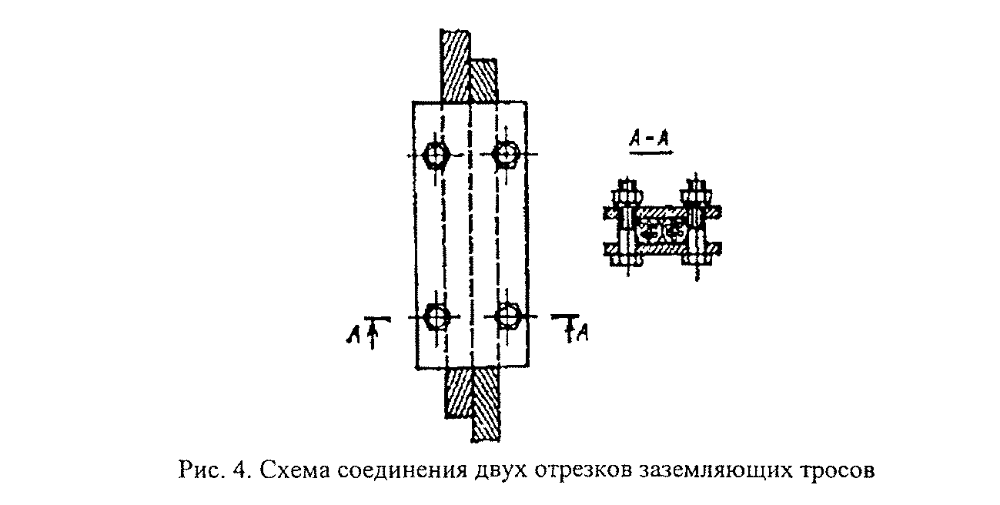 А-А
А
А
Рис. 4. Схема соединения двух отрезков заземляющих тросов